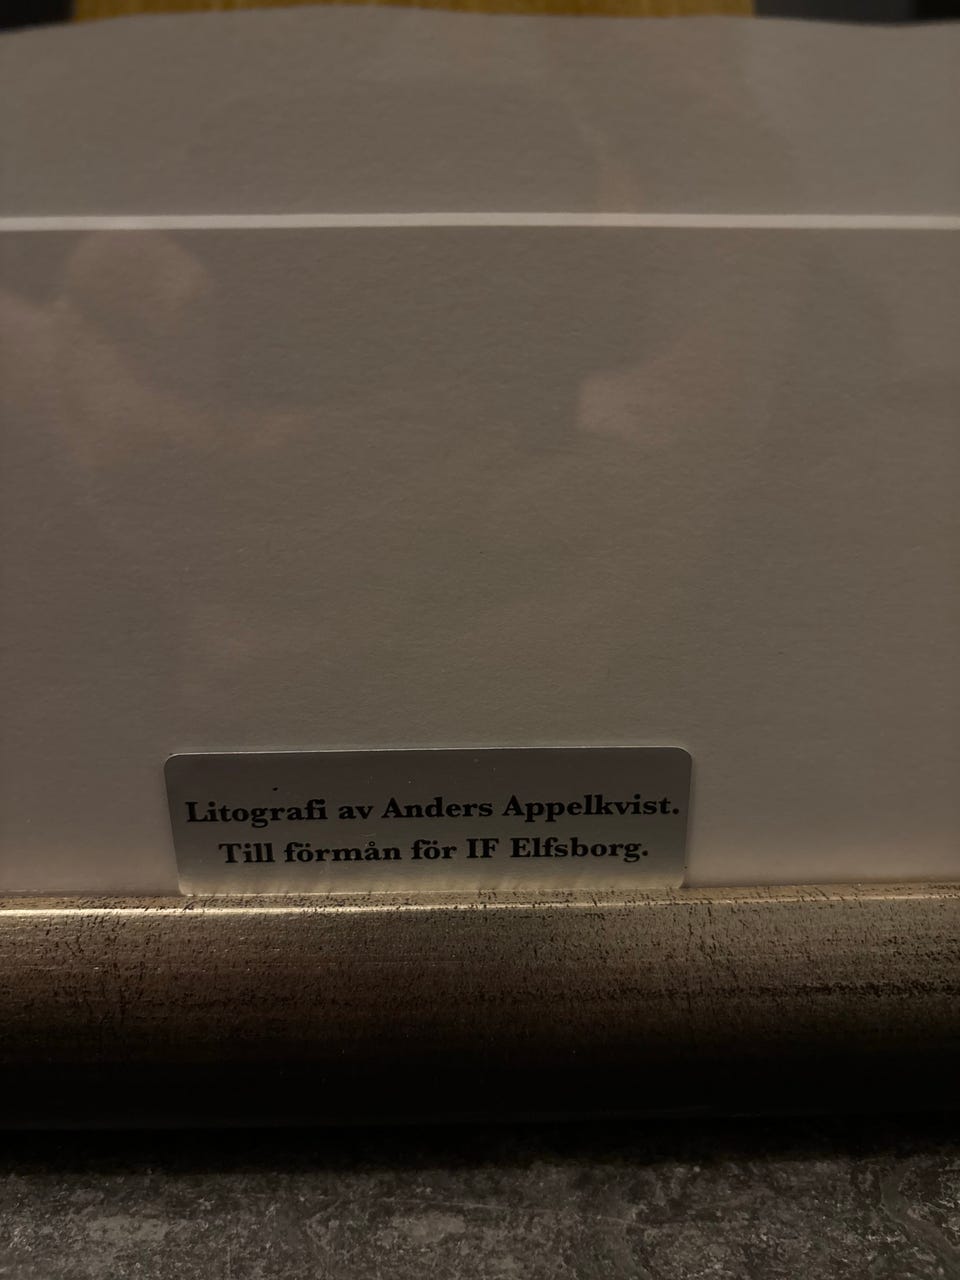 Litografi av Anders Appelkvist.
Till förmån för IF Elfsborg.